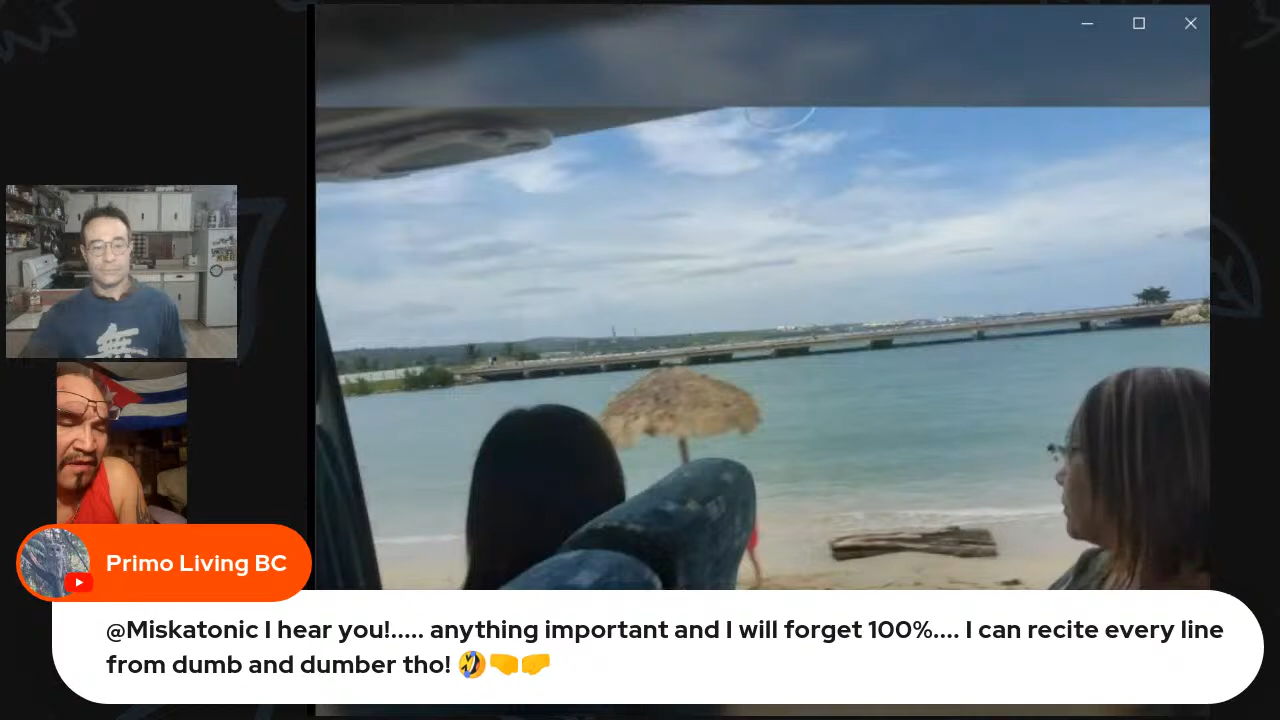 無
Primo Living BC
@Miskatonic I hear you!..... anything important and I will forget 100%.... I can recite every line
from dumb and dumber tho! 🤣🤜🤛